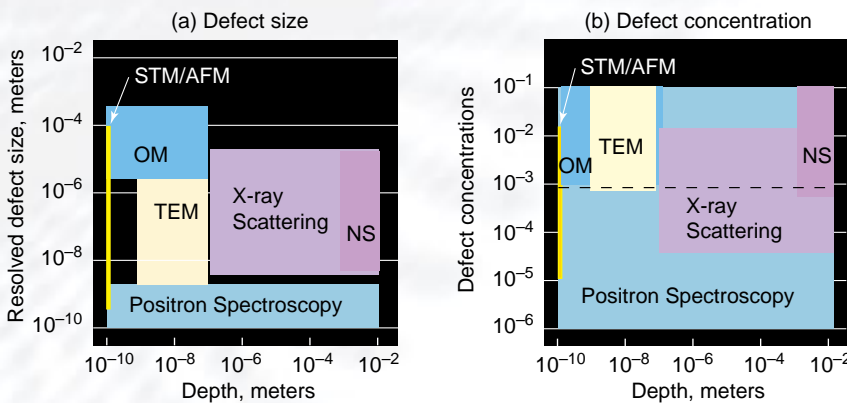 (a) Defect size
Resolved defect size, meters
10⁻²
10⁻⁴
10⁻⁶
10⁻⁸
10⁻¹⁰
STM/AFM
OM
TEM
X-ray
Scattering
NS
Positron Spectroscopy
10⁻¹⁰ 10⁻⁸ 10⁻⁶ 10⁻⁴ 10⁻²
Depth, meters
(b) Defect concentration
Defect concentrations
10⁻¹
10⁻²
10⁻³
10⁻⁴
10⁻⁵
10⁻⁶
STM/AFM
OM
TEM
NS
X-ray
Scattering
Positron Spectroscopy
10⁻¹⁰ 10⁻⁸ 10⁻⁶ 10⁻⁴ 10⁻²
Depth, meters